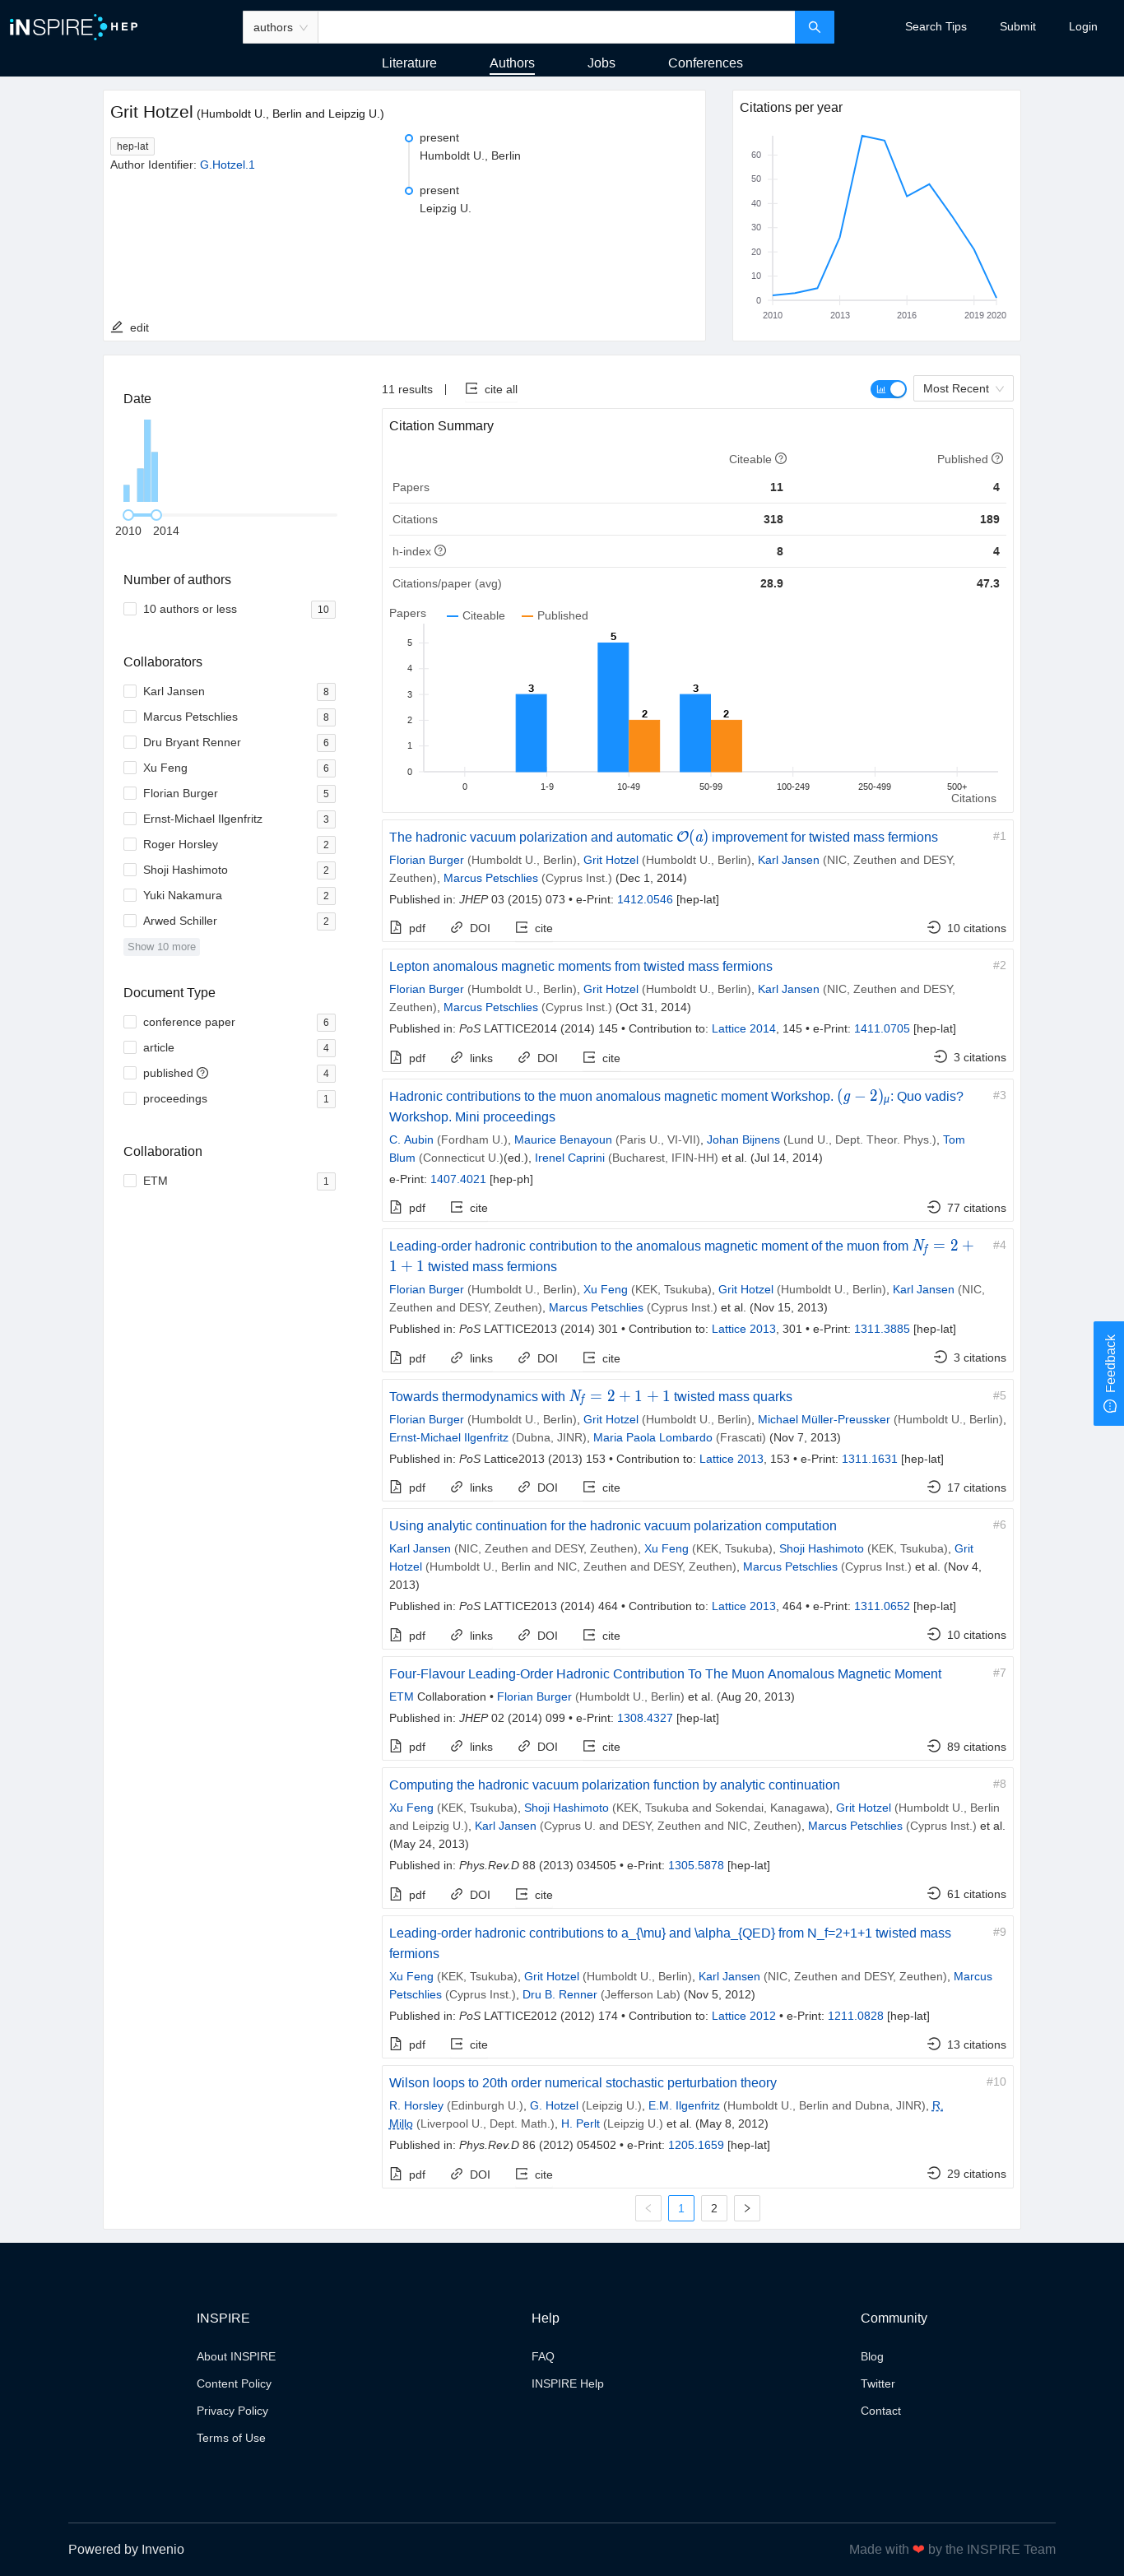 iNSPIRE HEP
authors
Search Tips
Submit
Login
Literature
Authors
Jobs
Conferences
Grit Hotzel (Humboldt U., Berlin and Leipzig U.)
hep-lat
Author Identifier: G.Hotzel.1
present
Humboldt U., Berlin
present
Leipzig U.
edit
Citations per year
60
50
40
30
20
10
0
2010 2013 2016 2019 2020
Date
2010 2014
Number of authors
10 authors or less 10
Collaborators
Karl Jansen 8
Marcus Petschlies 8
Dru Bryant Renner 6
Xu Feng 6
Florian Burger 5
Ernst-Michael Ilgenfritz 3
Roger Horsley 2
Shoji Hashimoto 2
Yuki Nakamura 2
Arwed Schiller 2
Show 10 more
Document Type
conference paper 6
article 4
published 4
proceedings 1
Collaboration
ETM 1
11 results | cite all
Most Recent
Citation Summary
Citeable Published
Papers 11 4
Citations 318 189
h-index 8 4
Citations/paper (avg) 28.9 47.3
Papers
Citeable Published
5
4
3
2
1
0
3 5 2 3 2
0 1-9 10-49 50-99 100-249 250-499 500+
Citations
The hadronic vacuum polarization and automatic 𝒪(a) improvement for twisted mass fermions #1
Florian Burger (Humboldt U., Berlin), Grit Hotzel (Humboldt U., Berlin), Karl Jansen (NIC, Zeuthen and DESY,
Zeuthen), Marcus Petschlies (Cyprus Inst.) (Dec 1, 2014)
Published in: JHEP 03 (2015) 073 • e-Print: 1412.0546 [hep-lat]
pdf DOI cite 10 citations
Lepton anomalous magnetic moments from twisted mass fermions #2
Florian Burger (Humboldt U., Berlin), Grit Hotzel (Humboldt U., Berlin), Karl Jansen (NIC, Zeuthen and DESY,
Zeuthen), Marcus Petschlies (Cyprus Inst.) (Oct 31, 2014)
Published in: PoS LATTICE2014 (2014) 145 • Contribution to: Lattice 2014, 145 • e-Print: 1411.0705 [hep-lat]
pdf links DOI cite 3 citations
Hadronic contributions to the muon anomalous magnetic moment Workshop. (g − 2)μ: Quo vadis? #3
Workshop. Mini proceedings
C. Aubin (Fordham U.), Maurice Benayoun (Paris U., VI-VII), Johan Bijnens (Lund U., Dept. Theor. Phys.), Tom
Blum (Connecticut U.)(ed.), Irenel Caprini (Bucharest, IFIN-HH) et al. (Jul 14, 2014)
e-Print: 1407.4021 [hep-ph]
pdf cite 77 citations
Leading-order hadronic contribution to the anomalous magnetic moment of the muon from Nf = 2 + #4
1 + 1 twisted mass fermions
Florian Burger (Humboldt U., Berlin), Xu Feng (KEK, Tsukuba), Grit Hotzel (Humboldt U., Berlin), Karl Jansen (NIC,
Zeuthen and DESY, Zeuthen), Marcus Petschlies (Cyprus Inst.) et al. (Nov 15, 2013)
Published in: PoS LATTICE2013 (2014) 301 • Contribution to: Lattice 2013, 301 • e-Print: 1311.3885 [hep-lat]
pdf links DOI cite 3 citations
Towards thermodynamics with Nf = 2 + 1 + 1 twisted mass quarks #5
Florian Burger (Humboldt U., Berlin), Grit Hotzel (Humboldt U., Berlin), Michael Müller-Preussker (Humboldt U., Berlin),
Ernst-Michael Ilgenfritz (Dubna, JINR), Maria Paola Lombardo (Frascati) (Nov 7, 2013)
Published in: PoS Lattice2013 (2013) 153 • Contribution to: Lattice 2013, 153 • e-Print: 1311.1631 [hep-lat]
pdf links DOI cite 17 citations
Using analytic continuation for the hadronic vacuum polarization computation #6
Karl Jansen (NIC, Zeuthen and DESY, Zeuthen), Xu Feng (KEK, Tsukuba), Shoji Hashimoto (KEK, Tsukuba), Grit
Hotzel (Humboldt U., Berlin and NIC, Zeuthen and DESY, Zeuthen), Marcus Petschlies (Cyprus Inst.) et al. (Nov 4,
2013)
Published in: PoS LATTICE2013 (2014) 464 • Contribution to: Lattice 2013, 464 • e-Print: 1311.0652 [hep-lat]
pdf links DOI cite 10 citations
Four-Flavour Leading-Order Hadronic Contribution To The Muon Anomalous Magnetic Moment #7
ETM Collaboration • Florian Burger (Humboldt U., Berlin) et al. (Aug 20, 2013)
Published in: JHEP 02 (2014) 099 • e-Print: 1308.4327 [hep-lat]
pdf links DOI cite 89 citations
Computing the hadronic vacuum polarization function by analytic continuation #8
Xu Feng (KEK, Tsukuba), Shoji Hashimoto (KEK, Tsukuba and Sokendai, Kanagawa), Grit Hotzel (Humboldt U., Berlin
and Leipzig U.), Karl Jansen (Cyprus U. and DESY, Zeuthen and NIC, Zeuthen), Marcus Petschlies (Cyprus Inst.) et al.
(May 24, 2013)
Published in: Phys.Rev.D 88 (2013) 034505 • e-Print: 1305.5878 [hep-lat]
pdf DOI cite 61 citations
Leading-order hadronic contributions to a_{\mu} and \alpha_{QED} from N_f=2+1+1 twisted mass #9
fermions
Xu Feng (KEK, Tsukuba), Grit Hotzel (Humboldt U., Berlin), Karl Jansen (NIC, Zeuthen and DESY, Zeuthen), Marcus
Petschlies (Cyprus Inst.), Dru B. Renner (Jefferson Lab) (Nov 5, 2012)
Published in: PoS LATTICE2012 (2012) 174 • Contribution to: Lattice 2012 • e-Print: 1211.0828 [hep-lat]
pdf cite 13 citations
Wilson loops to 20th order numerical stochastic perturbation theory #10
R. Horsley (Edinburgh U.), G. Hotzel (Leipzig U.), E.M. Ilgenfritz (Humboldt U., Berlin and Dubna, JINR), R.
Millo (Liverpool U., Dept. Math.), H. Perlt (Leipzig U.) et al. (May 8, 2012)
Published in: Phys.Rev.D 86 (2012) 054502 • e-Print: 1205.1659 [hep-lat]
pdf DOI cite 29 citations
1 2
Feedback
INSPIRE
About INSPIRE
Content Policy
Privacy Policy
Terms of Use
Help
FAQ
INSPIRE Help
Community
Blog
Twitter
Contact
Powered by Invenio
Made with ❤ by the INSPIRE Team